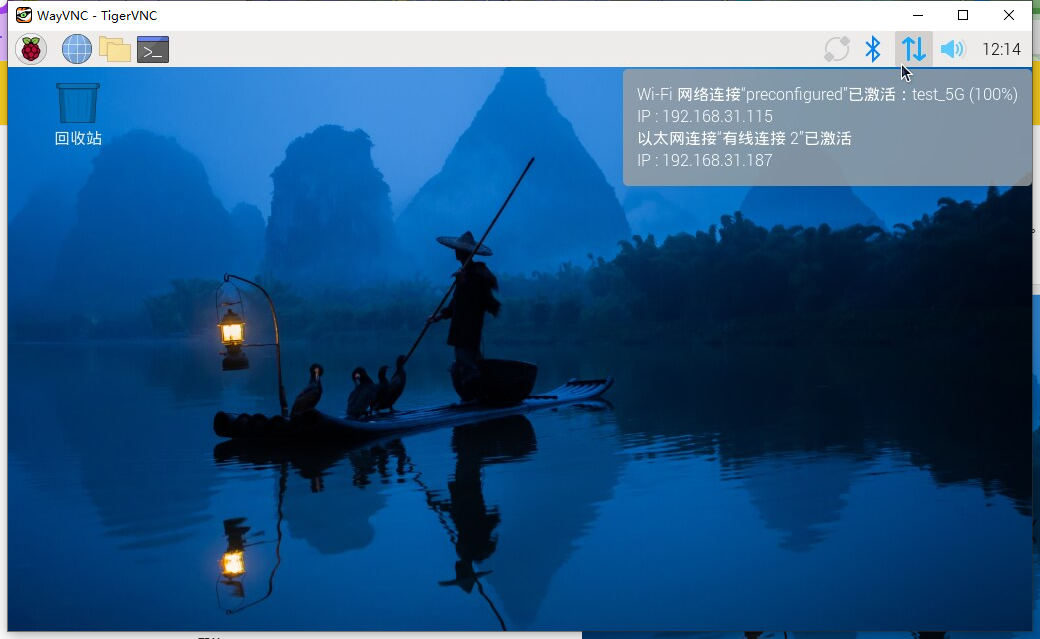 WayVNC - TigerVNC
12:14
Wi-Fi 网络连接"preconfigured"已激活：test_5G (100%)
IP : 192.168.31.115
以太网连接"有线连接 2"已激活
IP : 192.168.31.187
回收站